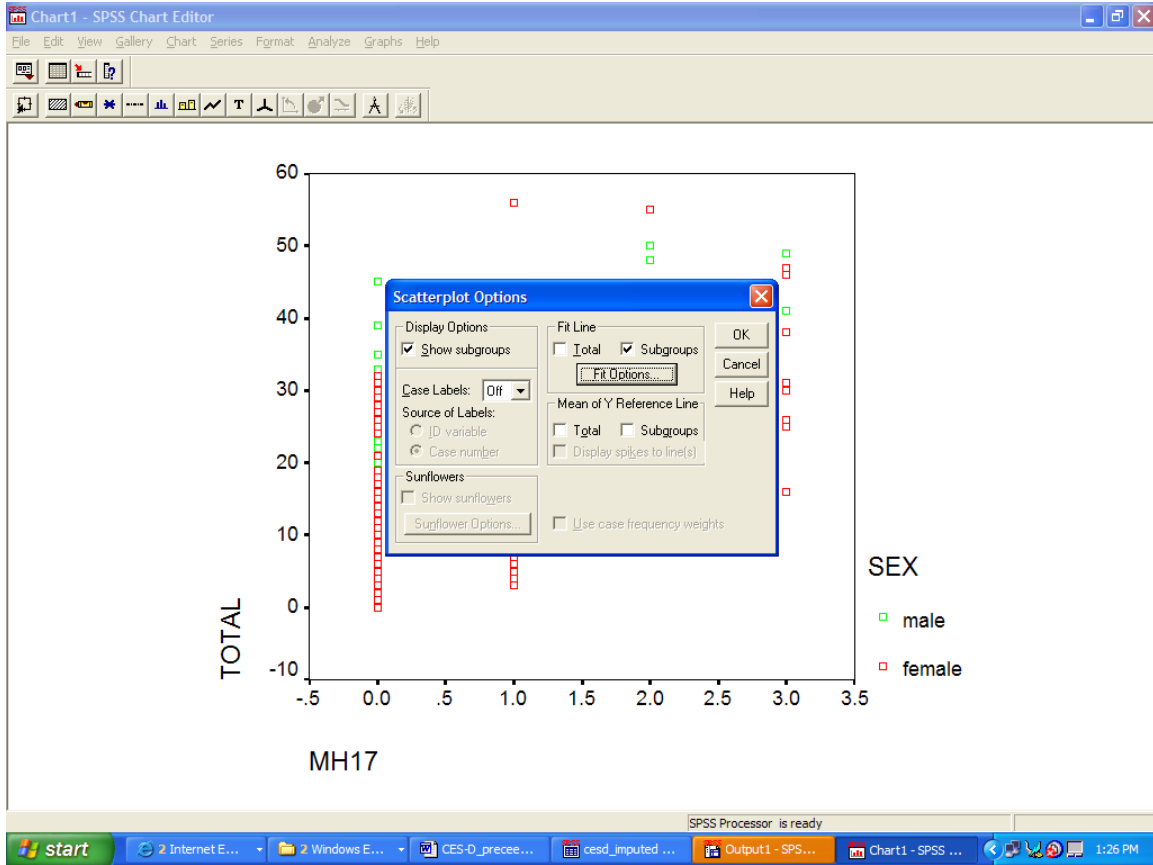 Chart1 - SPSS Chart Editor
File Edit View Gallery Chart Series Format Analyze Graphs Help
60
50
40
30
20
10
0
-10
TOTAL
-.5 0.0 .5 1.0 1.5 2.0 2.5 3.0 3.5
MH17
SEX
male
female
Scatterplot Options
Display Options
Show subgroups
Case Labels: Off
Source of Labels:
ID variable
Case number
Sunflowers
Show sunflowers
Sunflower Options...
Fit Line
Total Subgroups
Fit Options...
Mean of Y Reference Line
Total Subgroups
Display spikes to line(s)
Use case frequency weights
OK
Cancel
Help
SPSS Processor is ready
start 2 Internet E... 2 Windows E... CES-D_precee... cesd_imputed ... Output1 - SPS... Chart1 - SPSS ... 1:26 PM